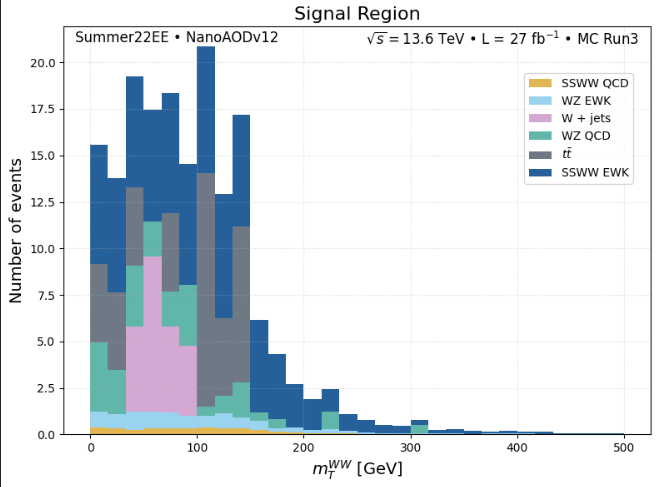 Signal Region
Summer22EE • NanoAODv12
√s = 13.6 TeV • L = 27 fb⁻¹ • MC Run3
SSWW QCD
WZ EWK
W + jets
WZ QCD
tt̄
SSWW EWK
Number of events
20.0
17.5
15.0
12.5
10.0
7.5
5.0
2.5
0.0
0 100 200 300 400 500
m_T^{WW} [GeV]